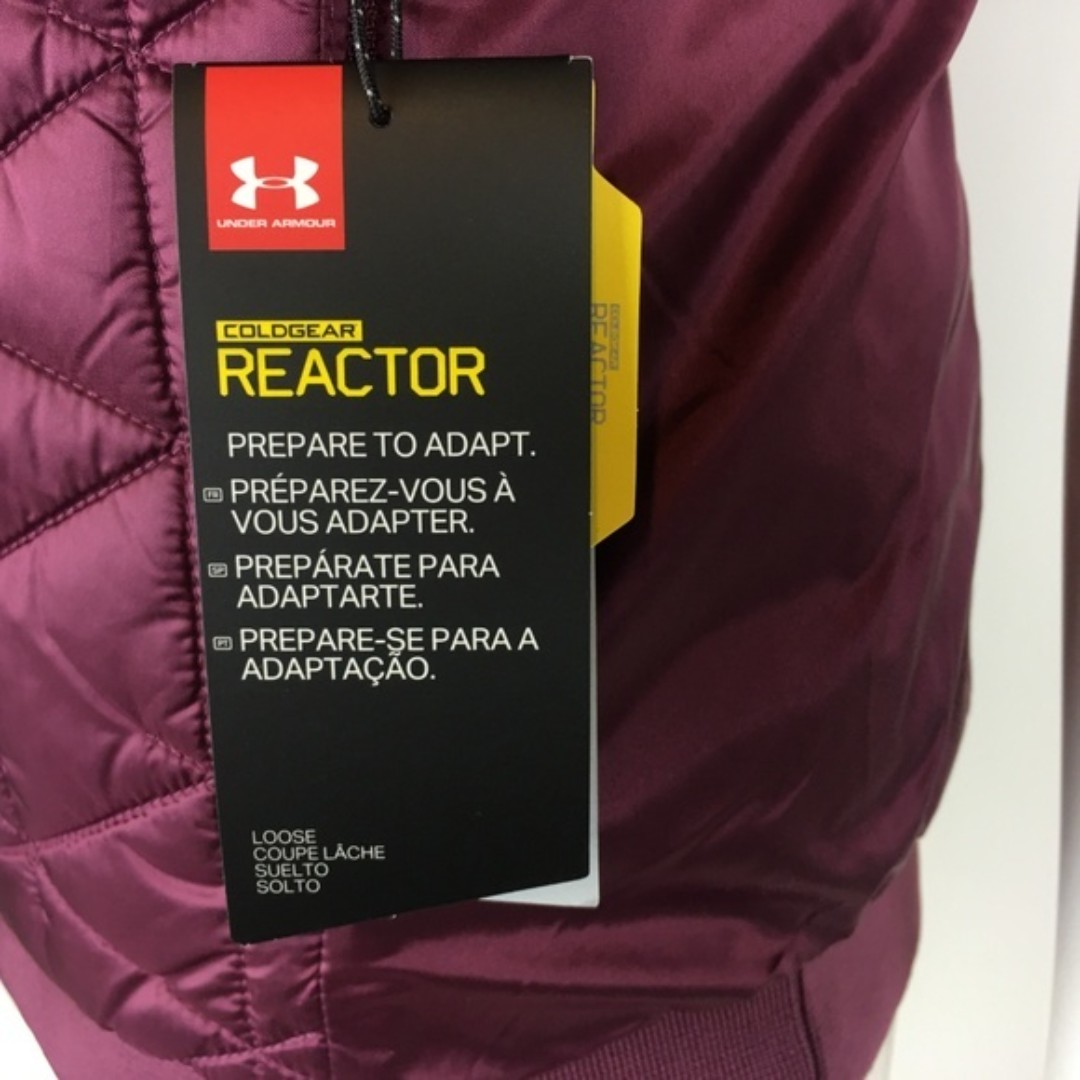 UNDER ARMOUR
COLDGEAR
REACTOR
PREPARE TO ADAPT.
FR PRÉPAREZ-VOUS À
VOUS ADAPTER.
SP PREPÁRATE PARA
ADAPTARTE.
PT PREPARE-SE PARA A
ADAPTAÇÃO.
LOOSE
COUPE LÂCHE
SUELTO
SOLTO
REACTOR